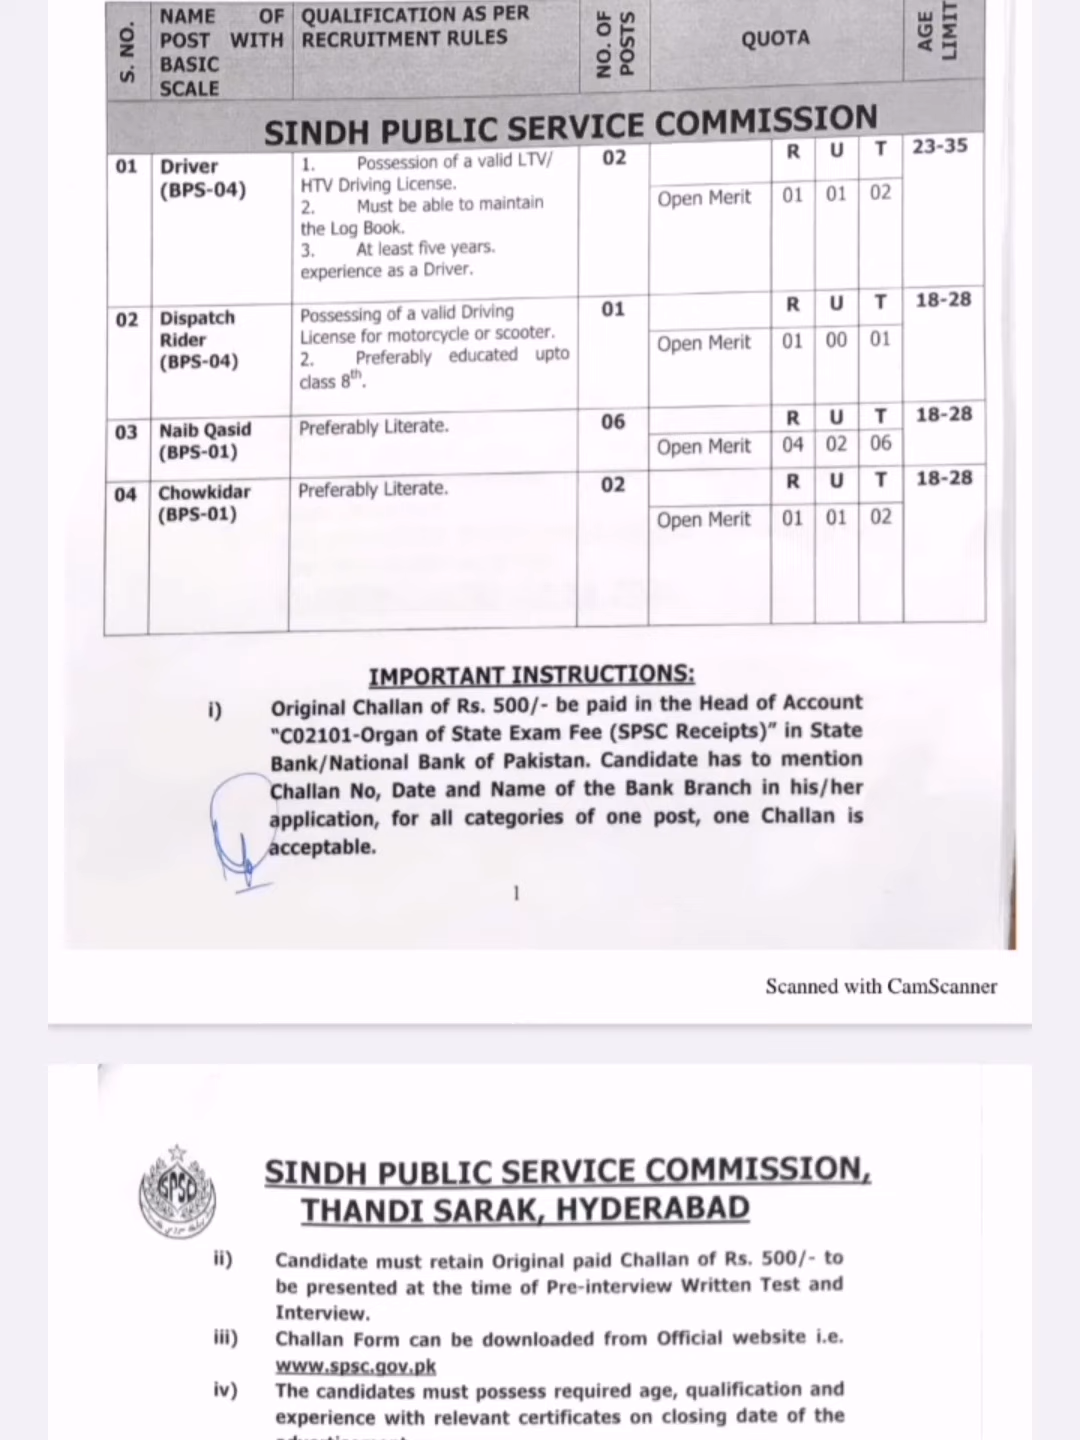 S. NO.
NAME OF POST WITH BASIC SCALE
QUALIFICATION AS PER RECRUITMENT RULES
NO. OF POSTS
QUOTA
AGE LIMIT
SINDH PUBLIC SERVICE COMMISSION
01
Driver
(BPS-04)
1. Possession of a valid LTV/
HTV Driving License.
2. Must be able to maintain
the Log Book.
3. At least five years.
experience as a Driver.
02
R U T
Open Merit 01 01 02
23-35
02
Dispatch
Rider
(BPS-04)
Possessing of a valid Driving
License for motorcycle or scooter.
2. Preferably educated upto
class 8th.
01
R U T
Open Merit 01 00 01
18-28
03
Naib Qasid
(BPS-01)
Preferably Literate.
06
R U T
Open Merit 04 02 06
18-28
04
Chowkidar
(BPS-01)
Preferably Literate.
02
R U T
Open Merit 01 01 02
18-28
IMPORTANT INSTRUCTIONS:
i) Original Challan of Rs. 500/- be paid in the Head of Account
"C02101-Organ of State Exam Fee (SPSC Receipts)" in State
Bank/National Bank of Pakistan. Candidate has to mention
Challan No, Date and Name of the Bank Branch in his/her
application, for all categories of one post, one Challan is
acceptable.
1
Scanned with CamScanner
SPSC
SINDH PUBLIC SERVICE COMMISSION,
THANDI SARAK, HYDERABAD
ii) Candidate must retain Original paid Challan of Rs. 500/- to
be presented at the time of Pre-interview Written Test and
Interview.
iii) Challan Form can be downloaded from Official website i.e.
www.spsc.gov.pk
iv) The candidates must possess required age, qualification and
experience with relevant certificates on closing date of the